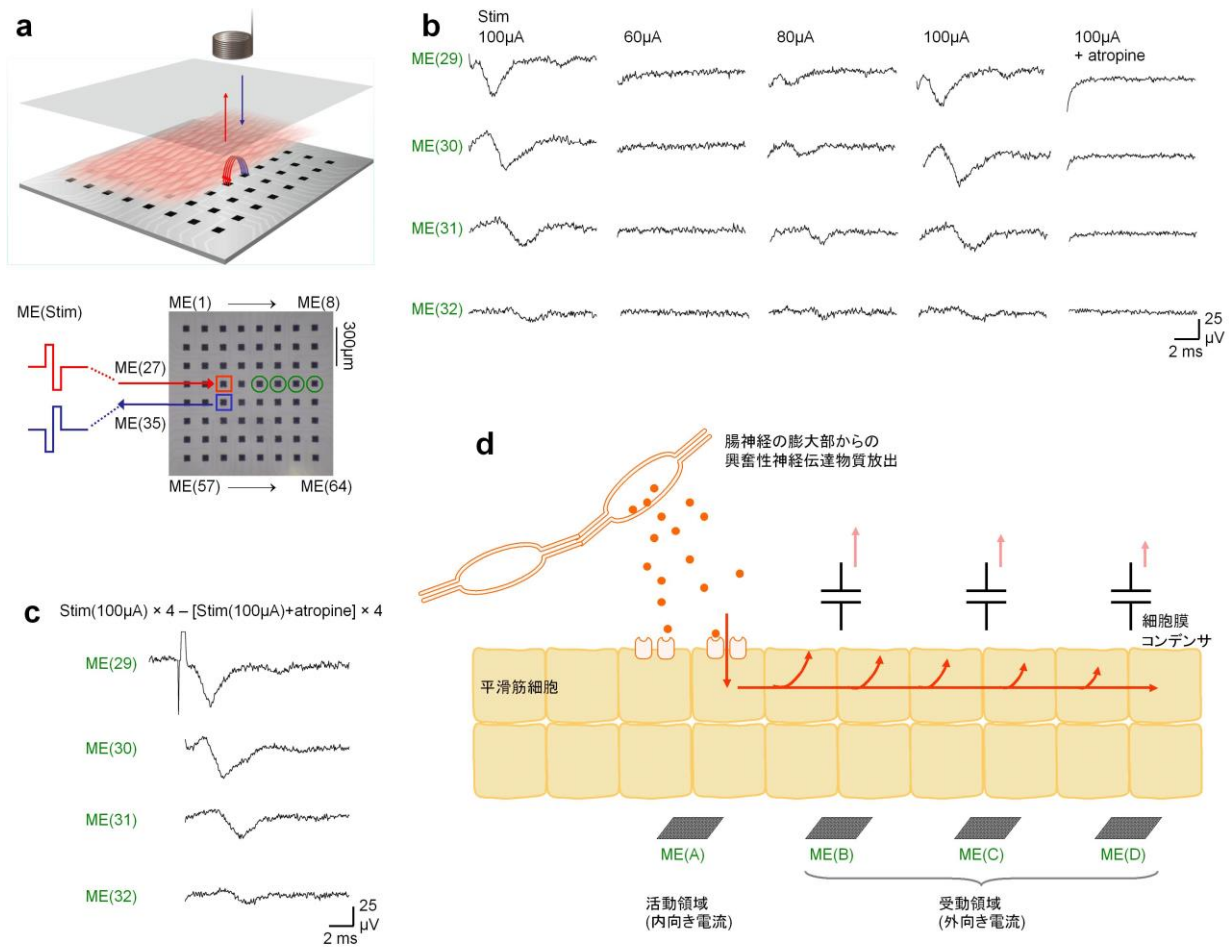 a
ME(Stim)
ME(1)
ME(8)
300μm
ME(27)
ME(35)
ME(57)
ME(64)
b
Stim
100μA
60μA
80μA
100μA
100μA
+ atropine
ME(29)
ME(30)
ME(31)
ME(32)
25
μV
2 ms
c
Stim(100μA) × 4 – [Stim(100μA)+atropine] × 4
ME(29)
ME(30)
ME(31)
ME(32)
25
μV
2 ms
d
腸神経の膨大部からの
興奮性神経伝達物質放出
細胞膜
コンデンサ
平滑筋細胞
ME(A)
ME(B)
ME(C)
ME(D)
活動領域
(内向き電流)
受動領域
(外向き電流)